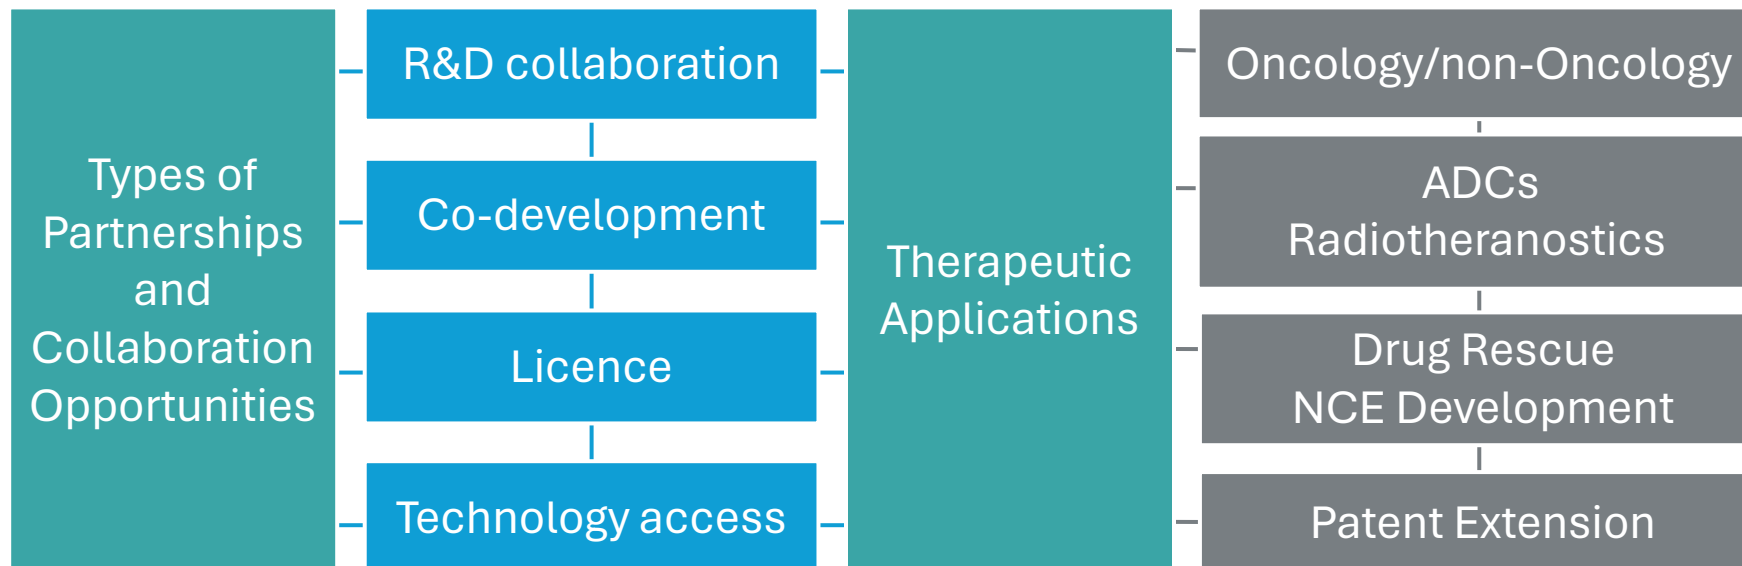 Types of
Partnerships
and
Collaboration
Opportunities
R&D collaboration
Co-development
Licence
Technology access
Therapeutic
Applications
Oncology/non-Oncology
ADCs
Radiotheranostics
Drug Rescue
NCE Development
Patent Extension